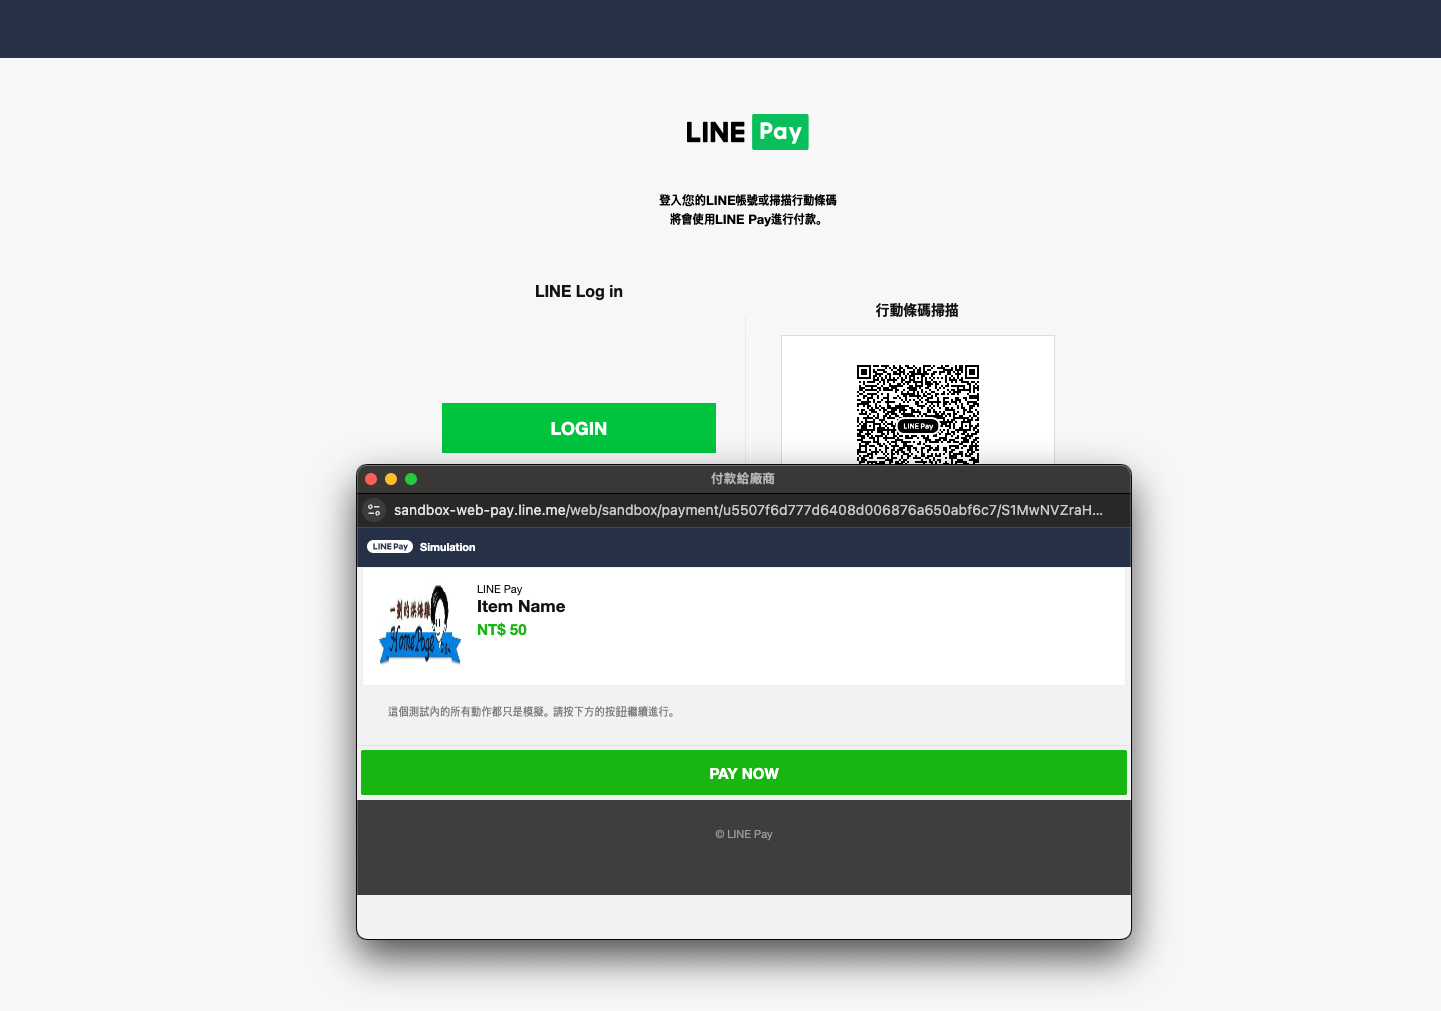 LINE Pay
登入您的LINE帳號或掃描行動條碼
將會使用LINE Pay進行付款。
LINE Log in
LOGIN
行動條碼掃描
LINE Pay
付款給廠商
sandbox-web-pay.line.me/web/sandbox/payment/u5507f6d777d6408d006876a650abf6c7/S1MwNVZraH...
LINE Pay Simulation
HomePage
LINE Pay
Item Name
NT$ 50
這個測試內的所有動作都只是模擬。請按下方的按鈕繼續進行。
PAY NOW
© LINE Pay